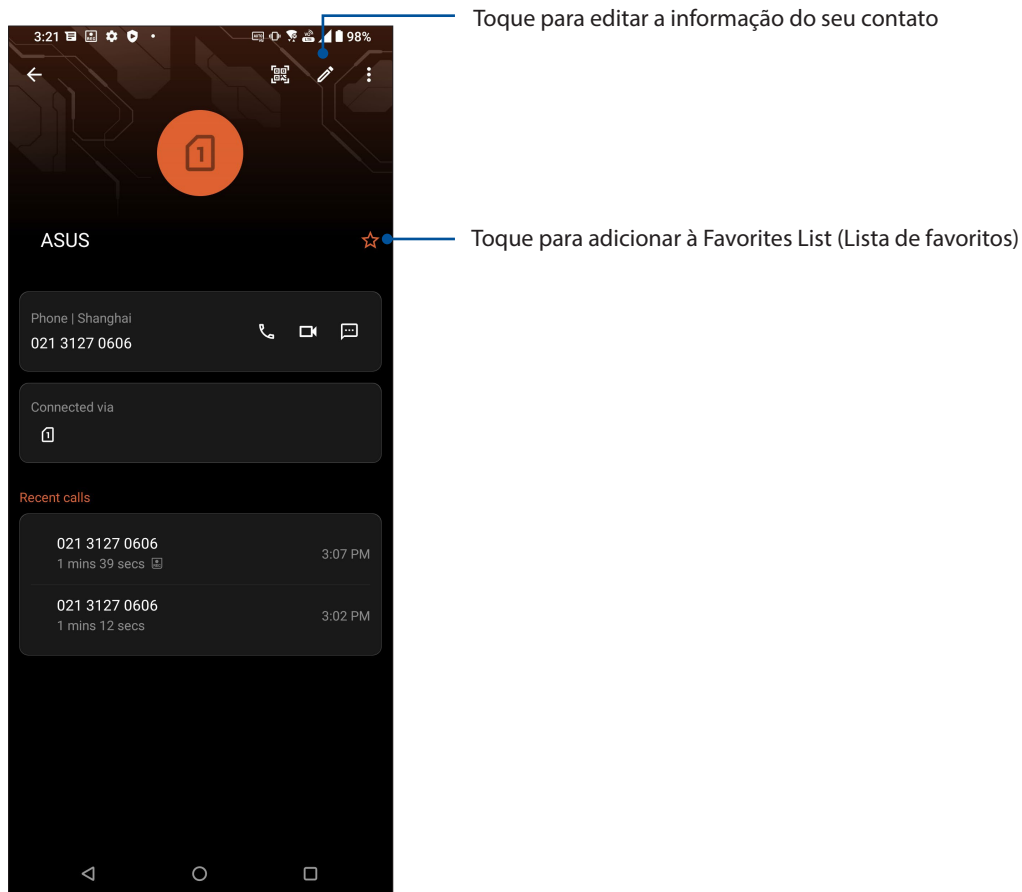 Toque para editar a informação do seu contato
3:21
98%
1
ASUS
Toque para adicionar à Favorites List (Lista de favoritos)
Phone | Shanghai
021 3127 0606
Connected via
1
Recent calls
021 3127 0606
3:07 PM
1 mins 39 secs
021 3127 0606
3:02 PM
1 mins 12 secs